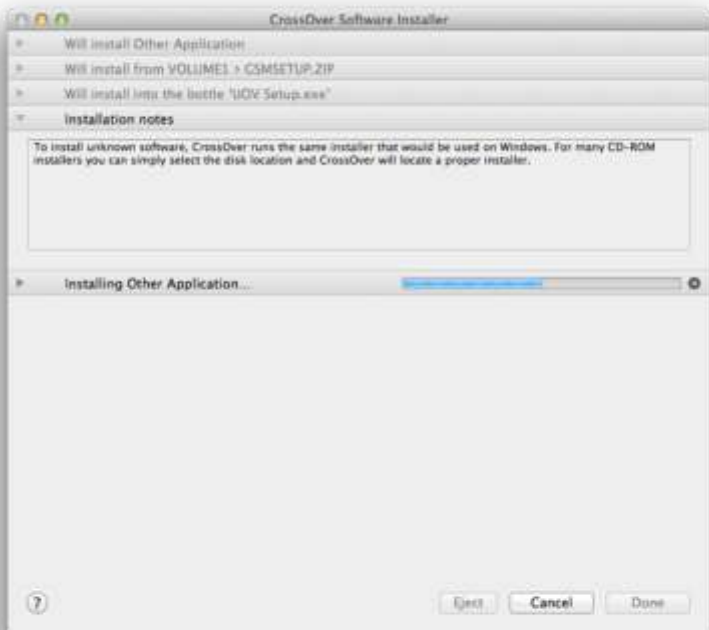 CrossOver Software Installer
Will install Other Application
Will install from VOLUME1 > CSMSETUP.ZIP
Will install into the bottle 'UOV Setup.exe'
Installation notes
To install unknown software, CrossOver runs the same installer that would be used on Windows. For many CD-ROM
installers you can simply select the disk location and CrossOver will locate a proper installer.
Installing Other Application...
?
Eject
Cancel
Done